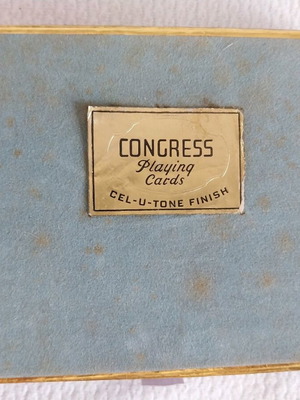 CONGRESS
Playing
Cards
CEL-U-TONE FINISH